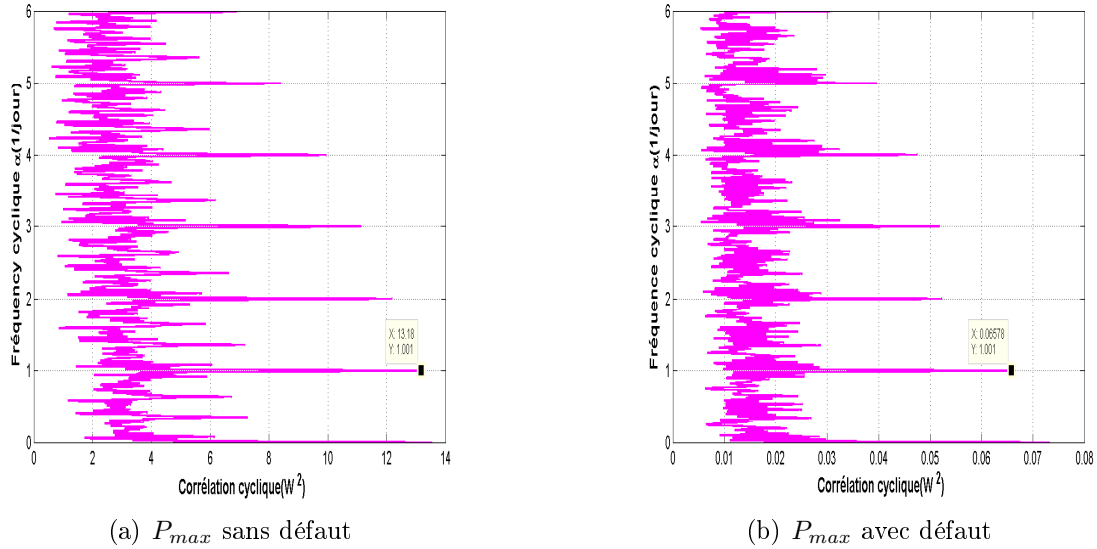 6
5
4
3
2
1
0
Fréquency cyclique α(1/jour)
X: 13.18
Y: 1.001
0 2 4 6 8 10 12 14
Corrélation cyclique(W²)
(a) Pmax sans défaut
6
5
4
3
2
1
0
Fréquence cyclique α(1/jour)
X: 0.06578
Y: 1.001
0 0.01 0.02 0.03 0.04 0.05 0.06 0.07 0.08
Corrélation cyclique(W²)
(b) Pmax avec défaut